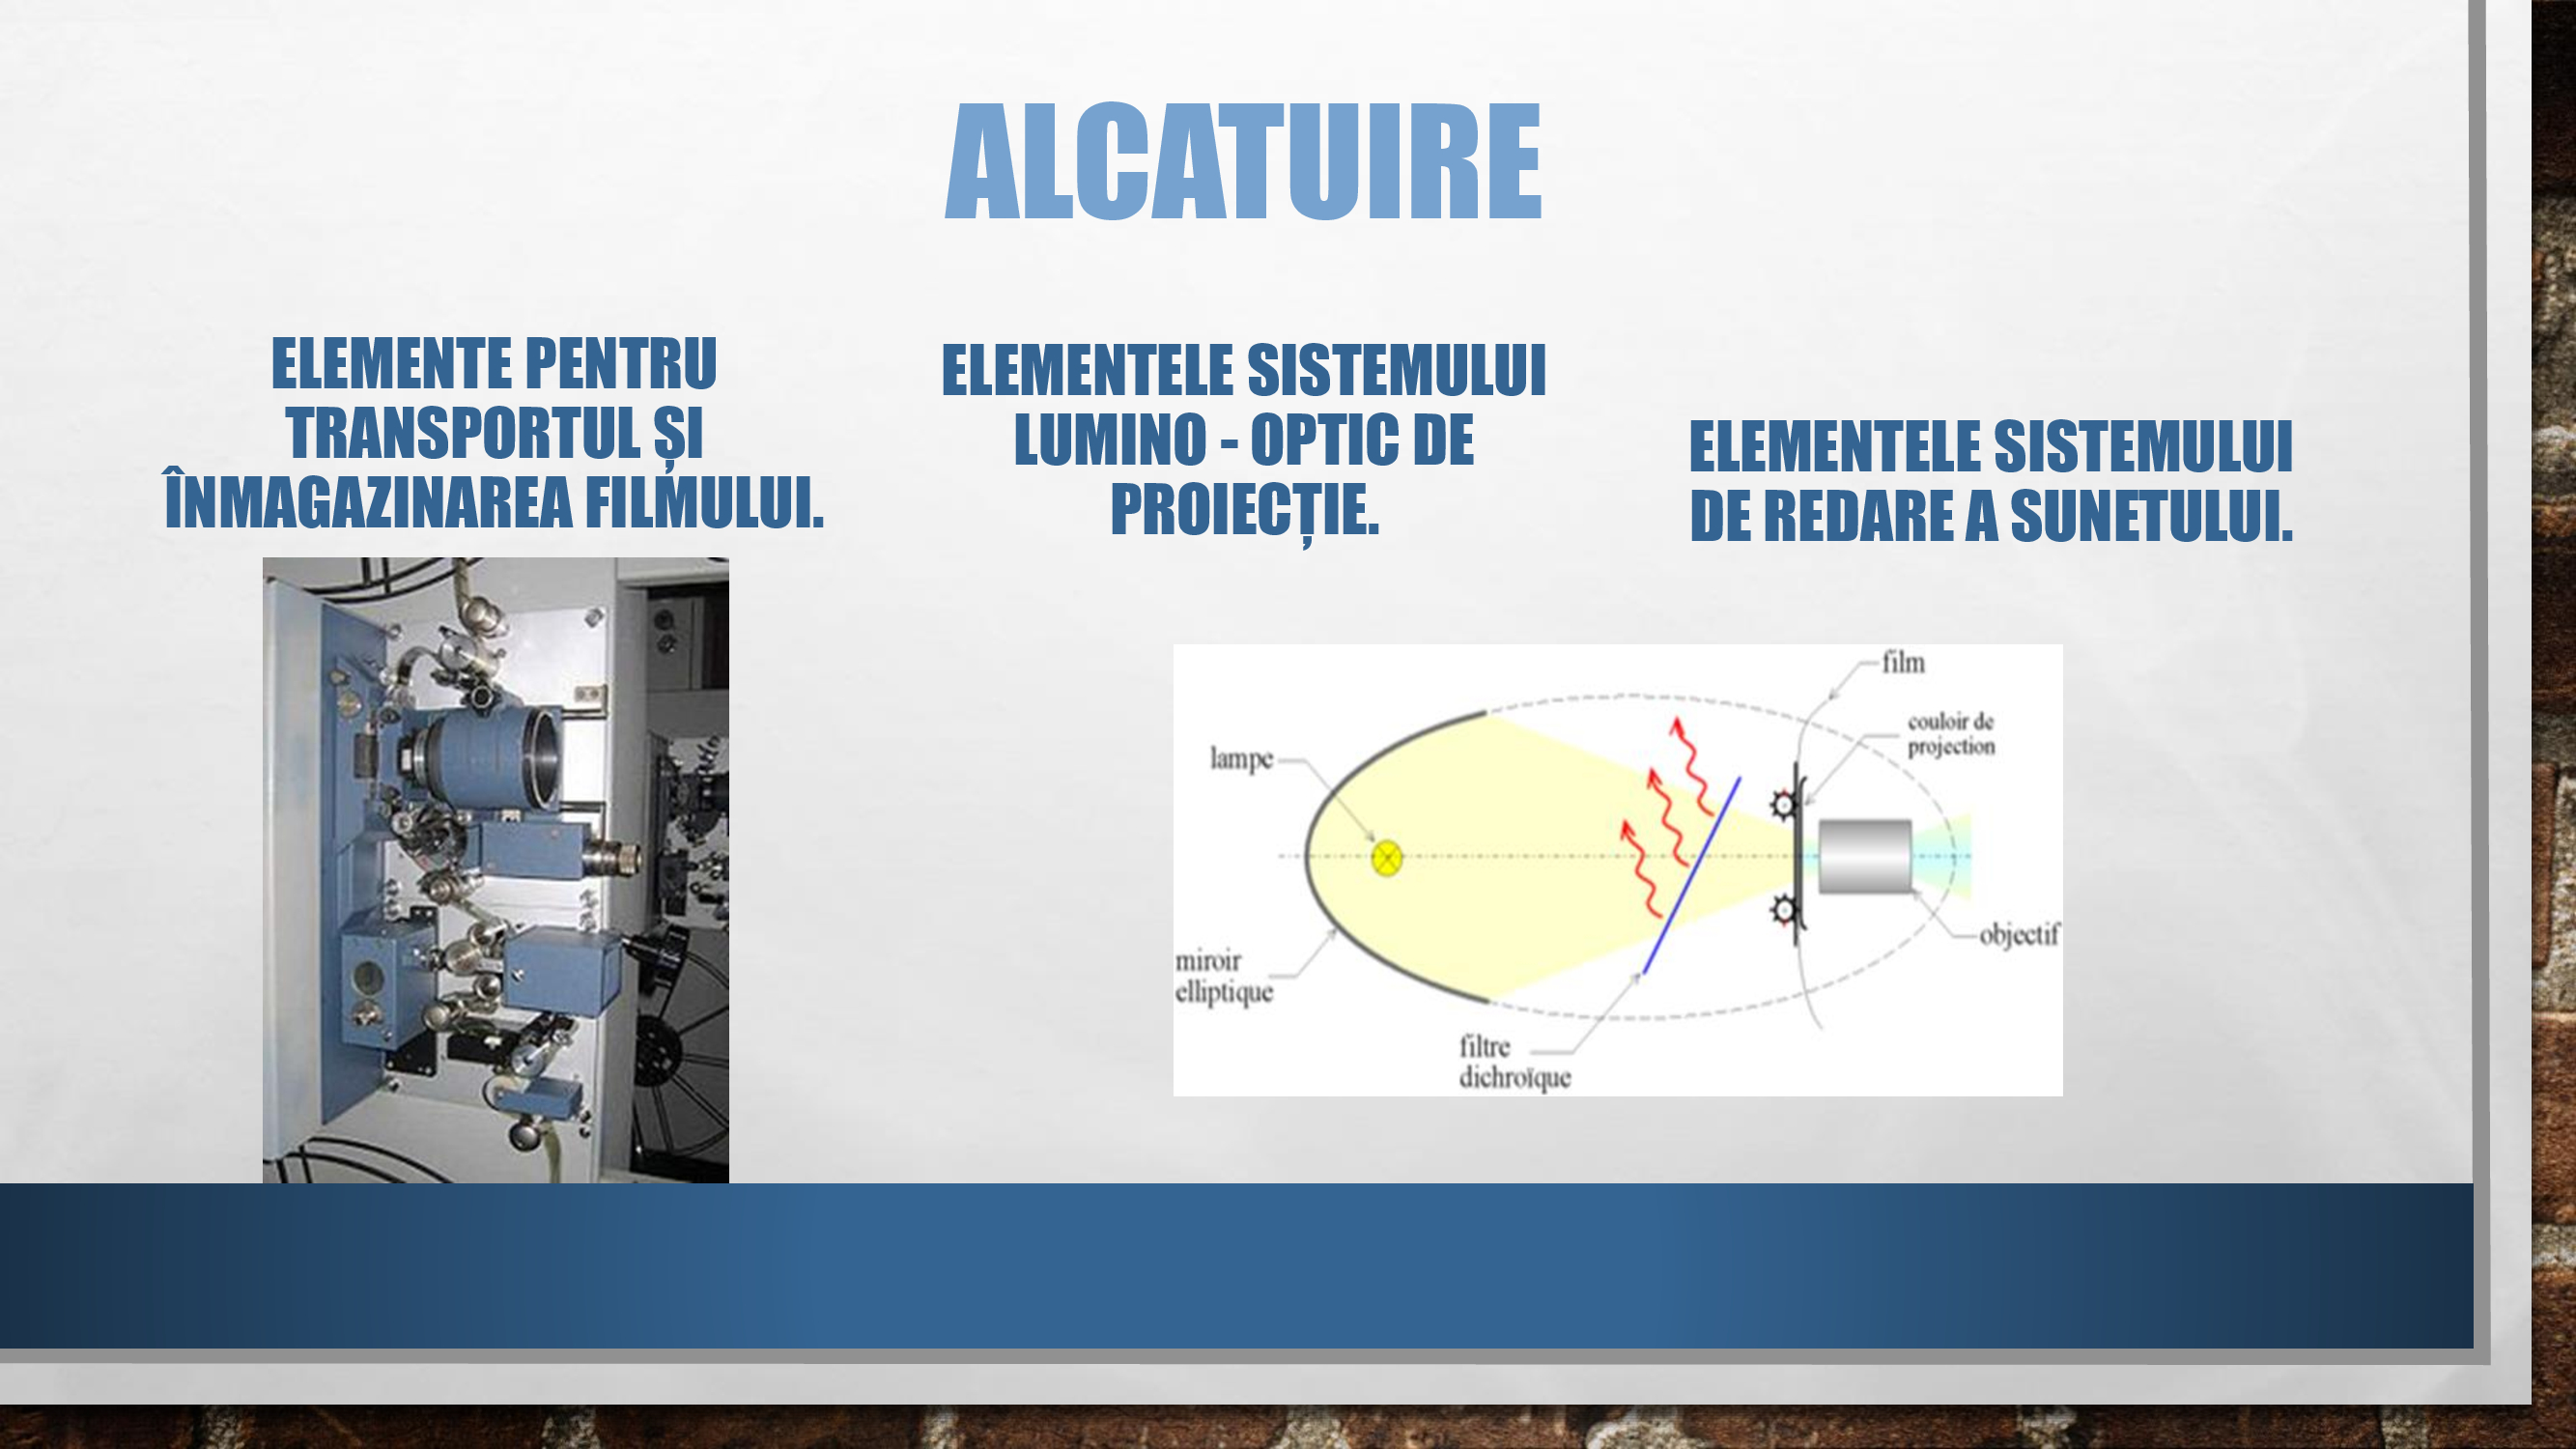 ALCATUIRE
ELEMENTE PENTRU
TRANSPORTUL ȘI
ÎNMAGAZINAREA FILMULUI.
ELEMENTELE SISTEMULUI
LUMINO - OPTIC DE
PROIECȚIE.
ELEMENTELE SISTEMULUI
DE REDARE A SUNETULUI.
film
couloir de
projection
lampe
objectif
miroir
elliptique
filtre
dichroïque